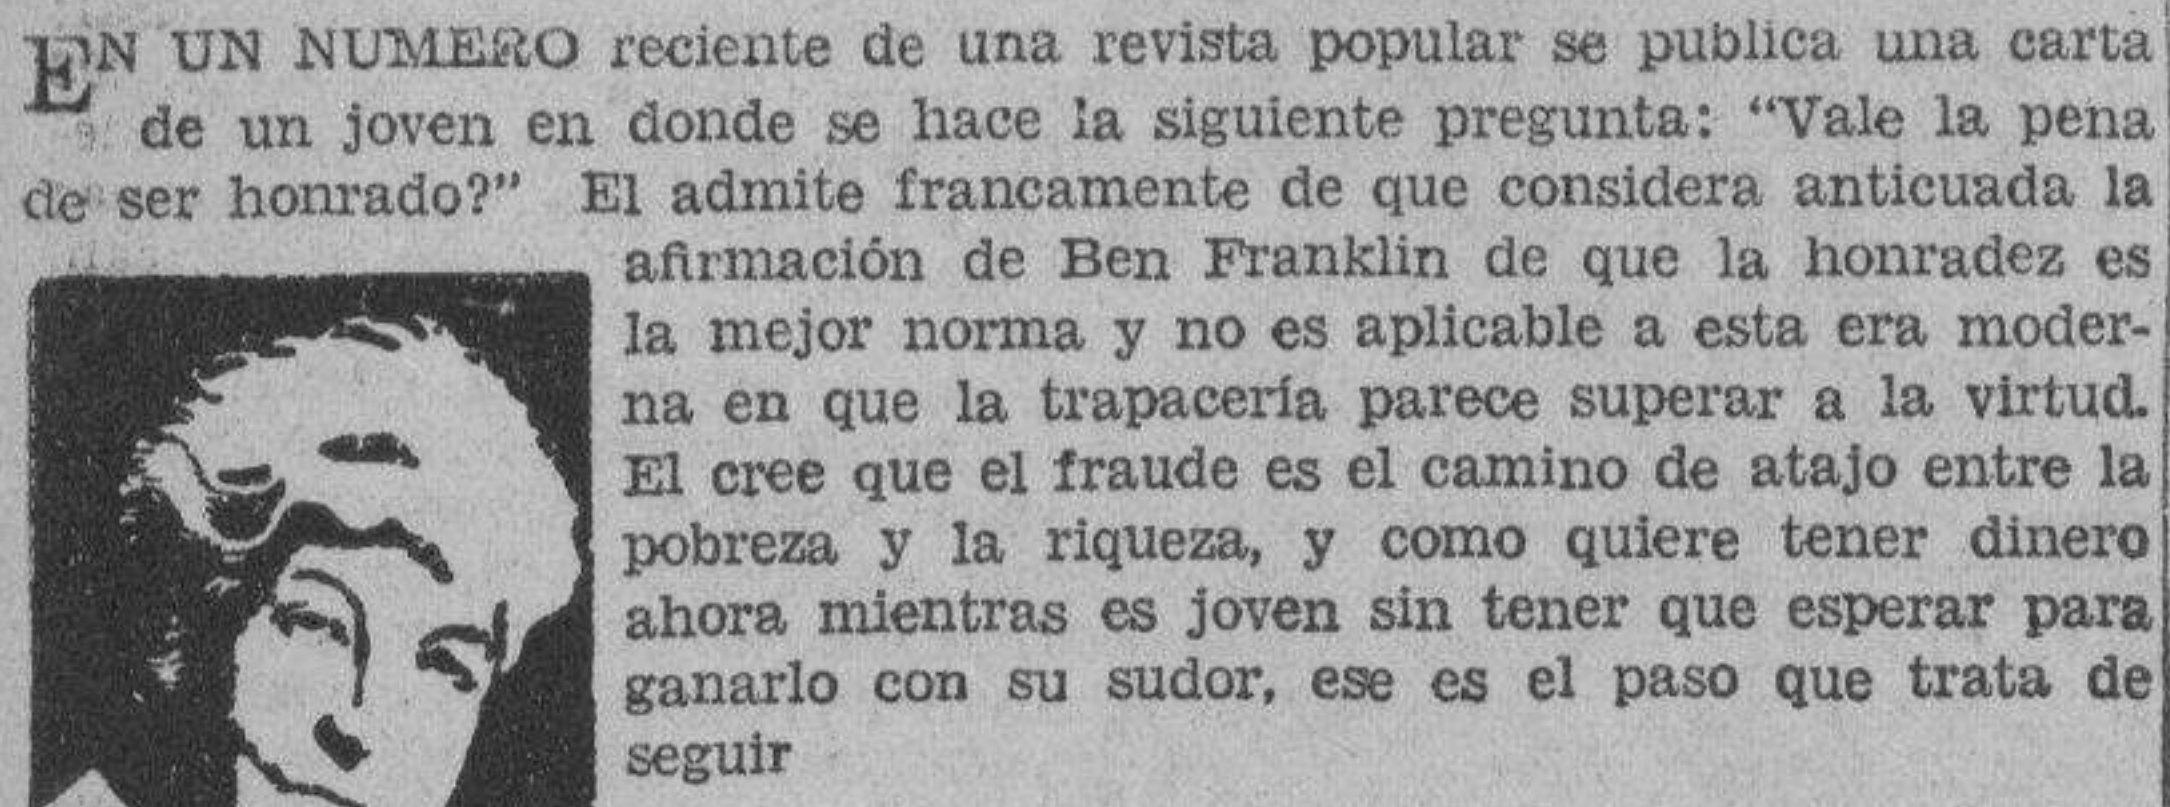 EN UN NUMERO reciente de una revista popular se publica una carta
de un joven en donde se hace la siguiente pregunta: “Vale la pena
de ser honrado?” El admite francamente de que considera anticuada la
afirmación de Ben Franklin de que la honradez es
la mejor norma y no es aplicable a esta era moder-
na en que la trapacería parece superar a la virtud.
El cree que el fraude es el camino de atajo entre la
pobreza y la riqueza, y como quiere tener dinero
ahora mientras es joven sin tener que esperar para
ganarlo con su sudor, ese es el paso que trata de
seguir